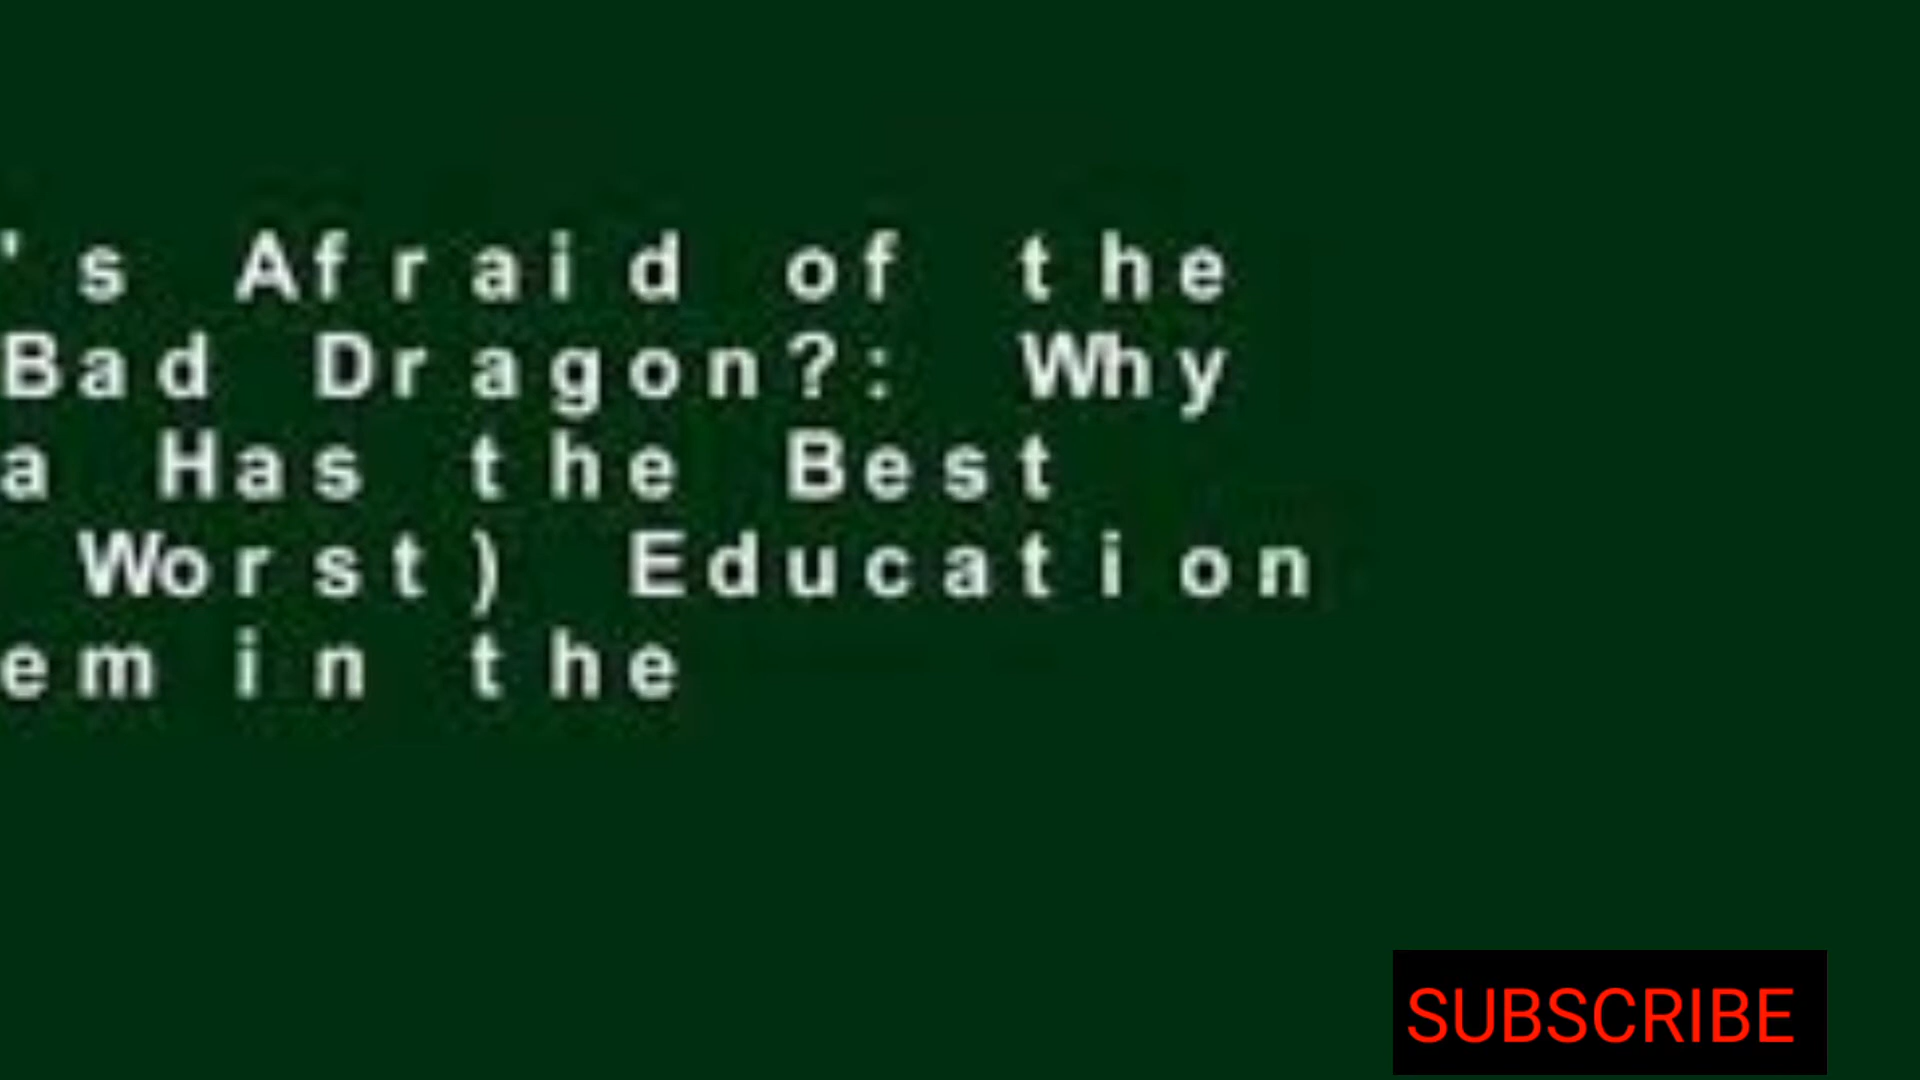 's Afraid of the
Bad Dragon?: Why
a Has the Best
Worst) Education
em in the
SUBSCRIBE